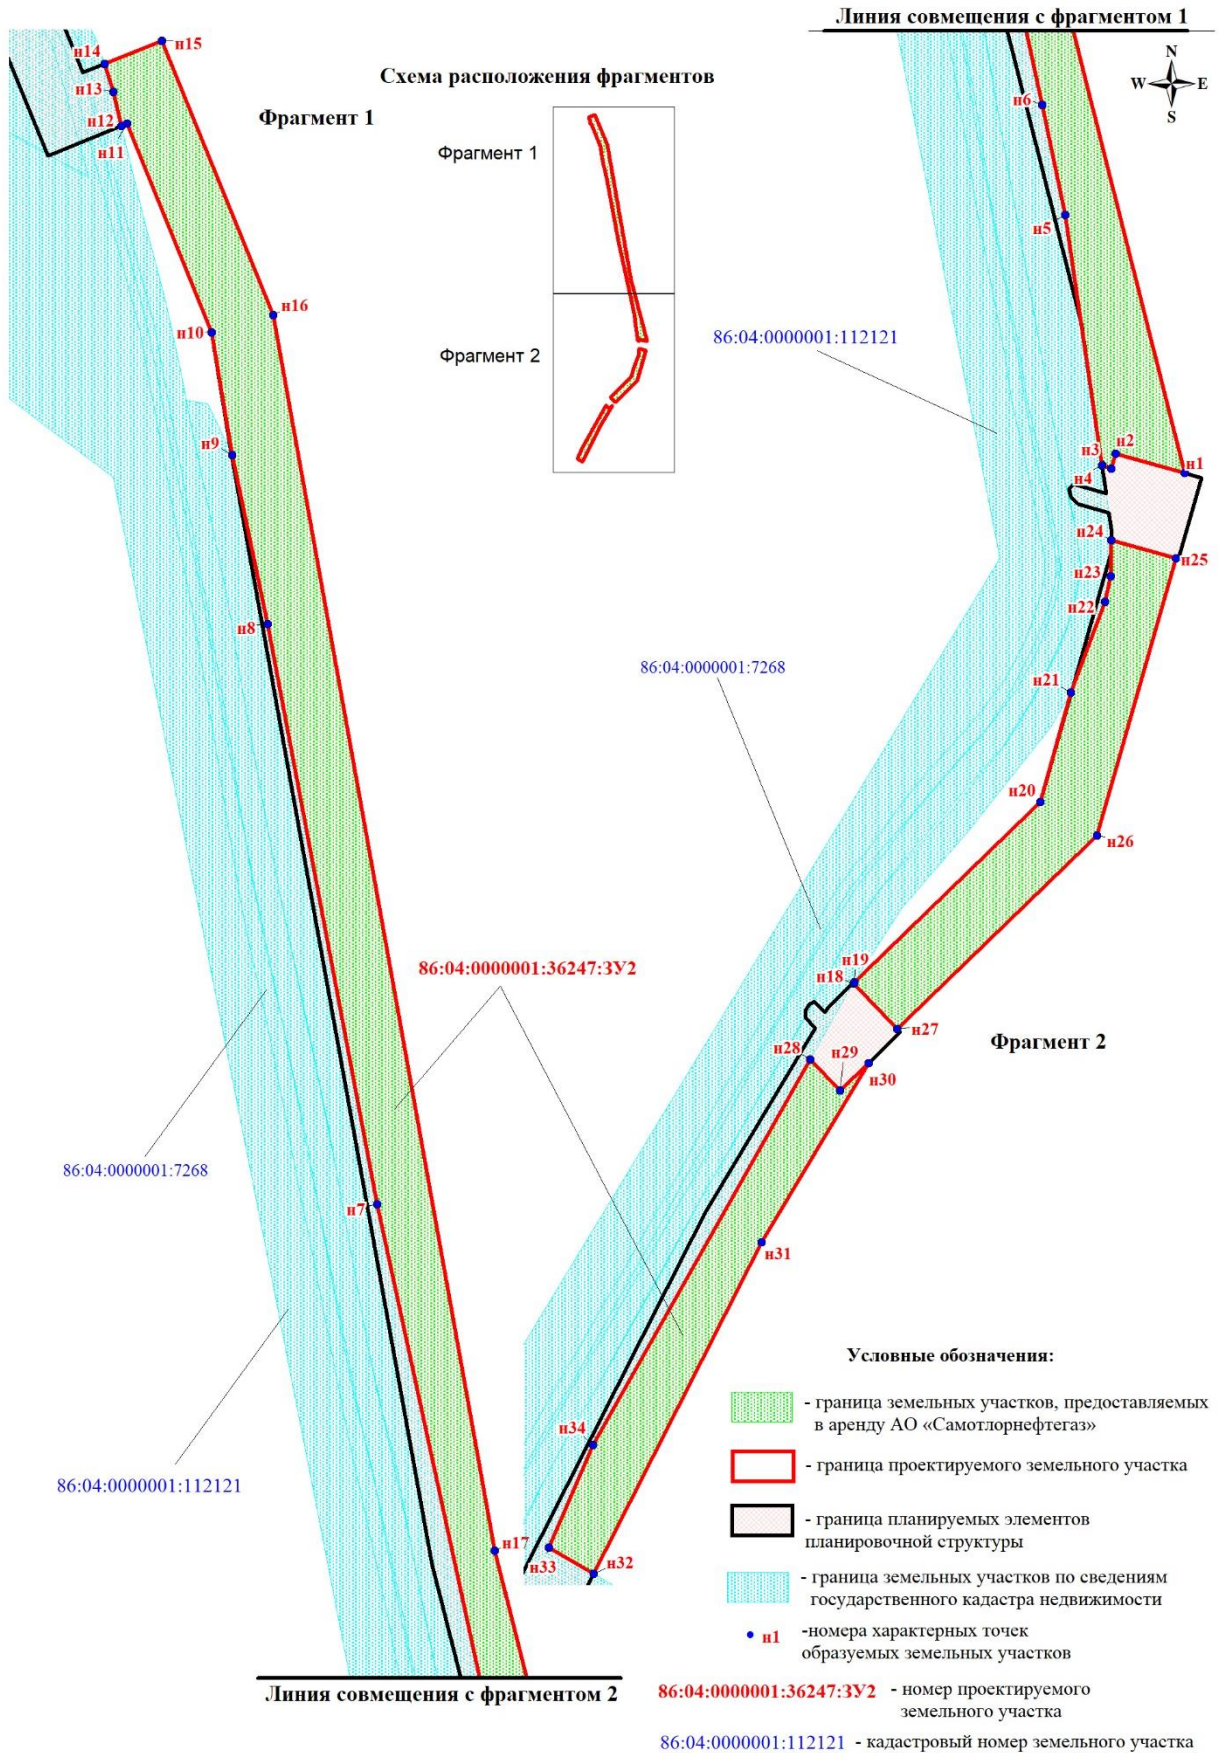 Линия совмещения с фрагментом 1
N
W E
S
Схема расположения фрагментов
Фрагмент 1
Фрагмент 2
Фрагмент 1
н15
н14
н13
н12
н11
н16
н10
н9
н8
н7
н17
86:04:0000001:36247:ЗУ2
86:04:0000001:7268
86:04:0000001:112121
Линия совмещения с фрагментом 2
н6
н5
86:04:0000001:112121
н2
н3
н1
н4
н24
н25
н23
н22
86:04:0000001:7268
н21
н20
н26
н19
н18
н27
Фрагмент 2
н28
н29
н30
н31
н34
н33
н32
Условные обозначения:
- граница земельных участков, предоставляемых
в аренду АО «Самотлорнефтегаз»
- граница проектируемого земельного участка
- граница планируемых элементов
планировочной структуры
- граница земельных участков по сведениям
государственного кадастра недвижимости
н1 -номера характерных точек
образуемых земельных участков
86:04:0000001:36247:ЗУ2 - номер проектируемого
земельного участка
86:04:0000001:112121 - кадастровый номер земельного участка